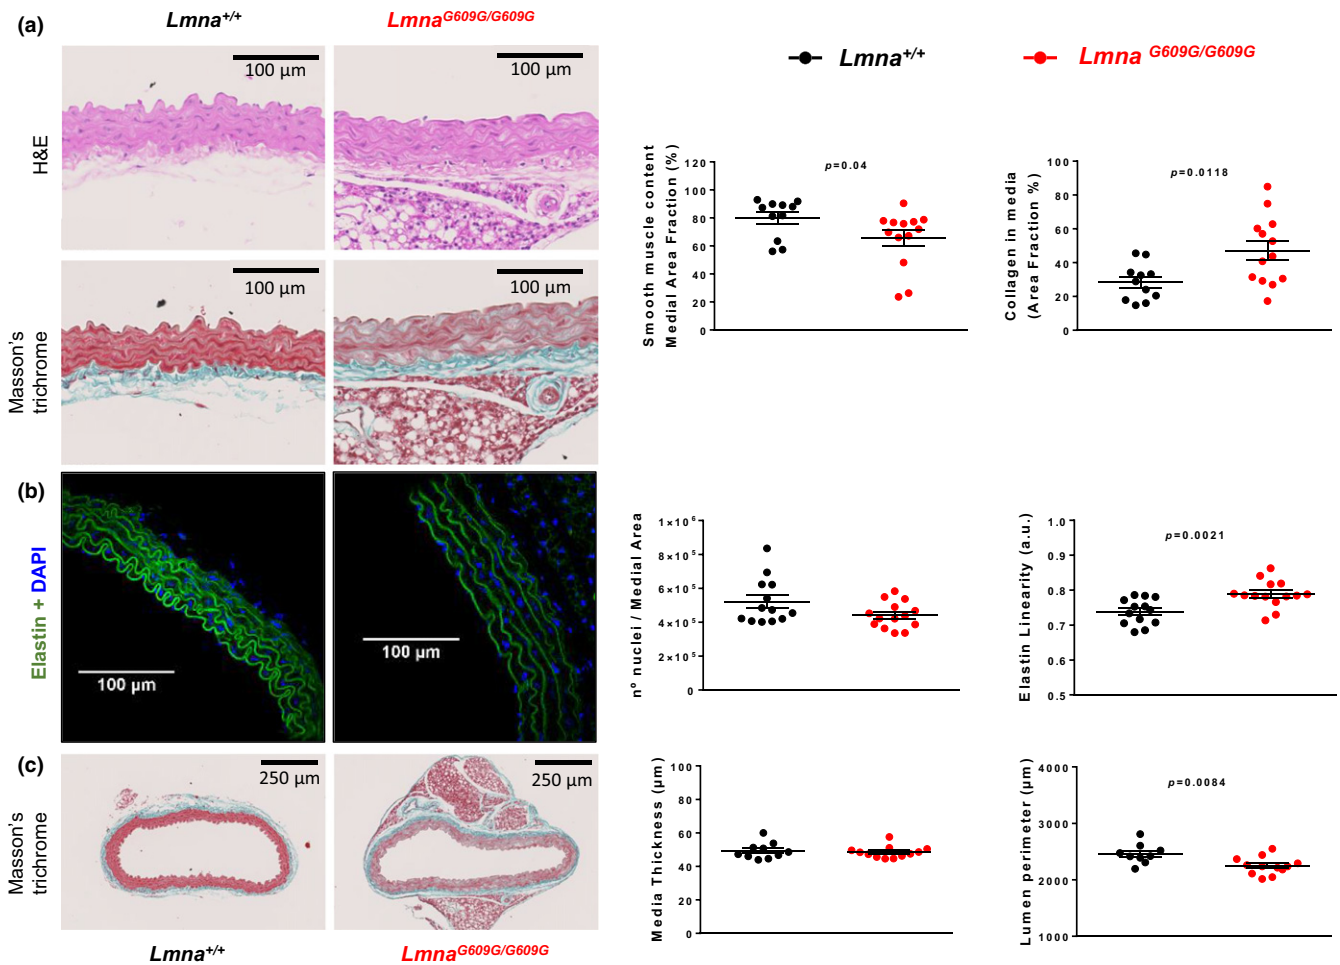 (a)
Lmna+/+
LmnaG609G/G609G
Lmna+/+
Lmna G609G/G609G
H&E
100 µm
100 µm
Smooth muscle content
Medial Area Fraction (%)
120
100
80
60
40
20
0
p=0.04
Collagen in media
(Area Fraction %)
100
80
60
40
20
0
p=0.0118
Masson's
trichrome
100 µm
100 µm
(b)
Elastin + DAPI
100 µm
100 µm
nº nuclei / Medial Area
1×10⁶
8×10⁵
6×10⁵
4×10⁵
2×10⁵
0
Elastin Linearity (a.u.)
1.0
0.9
0.8
0.7
0.6
0.5
p=0.0021
(c)
Masson's
trichrome
250 µm
250 µm
Media Thickness (µm)
100
80
60
40
20
0
Lumen perimeter (µm)
4000
3000
2000
1000
p=0.0084
Lmna+/+
LmnaG609G/G609G